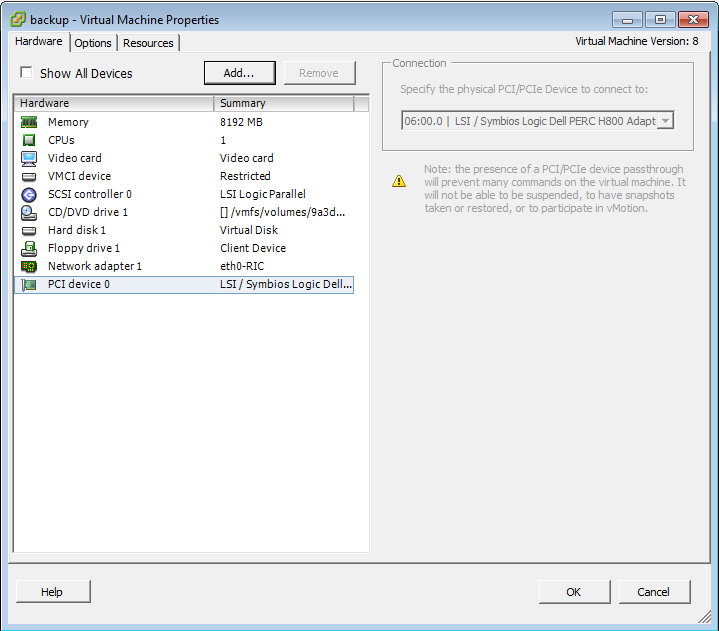 backup - Virtual Machine Properties
Hardware Options Resources Virtual Machine Version: 8
Show All Devices Add... Remove
Hardware Summary
Memory 8192 MB
CPUs 1
Video card Video card
VMCI device Restricted
SCSI controller 0 LSI Logic Parallel
CD/DVD drive 1 [] /vmfs/volumes/9a3d...
Hard disk 1 Virtual Disk
Floppy drive 1 Client Device
Network adapter 1 eth0-RIC
PCI device 0 LSI / Symbios Logic Dell...
Connection
Specify the physical PCI/PCIe Device to connect to:
06:00.0 | LSI / Symbios Logic Dell PERC H800 Adapt
Note: the presence of a PCI/PCIe device passthrough
will prevent many commands on the virtual machine. It
will not be able to be suspended, to have snapshots
taken or restored, or to participate in vMotion.
Help OK Cancel